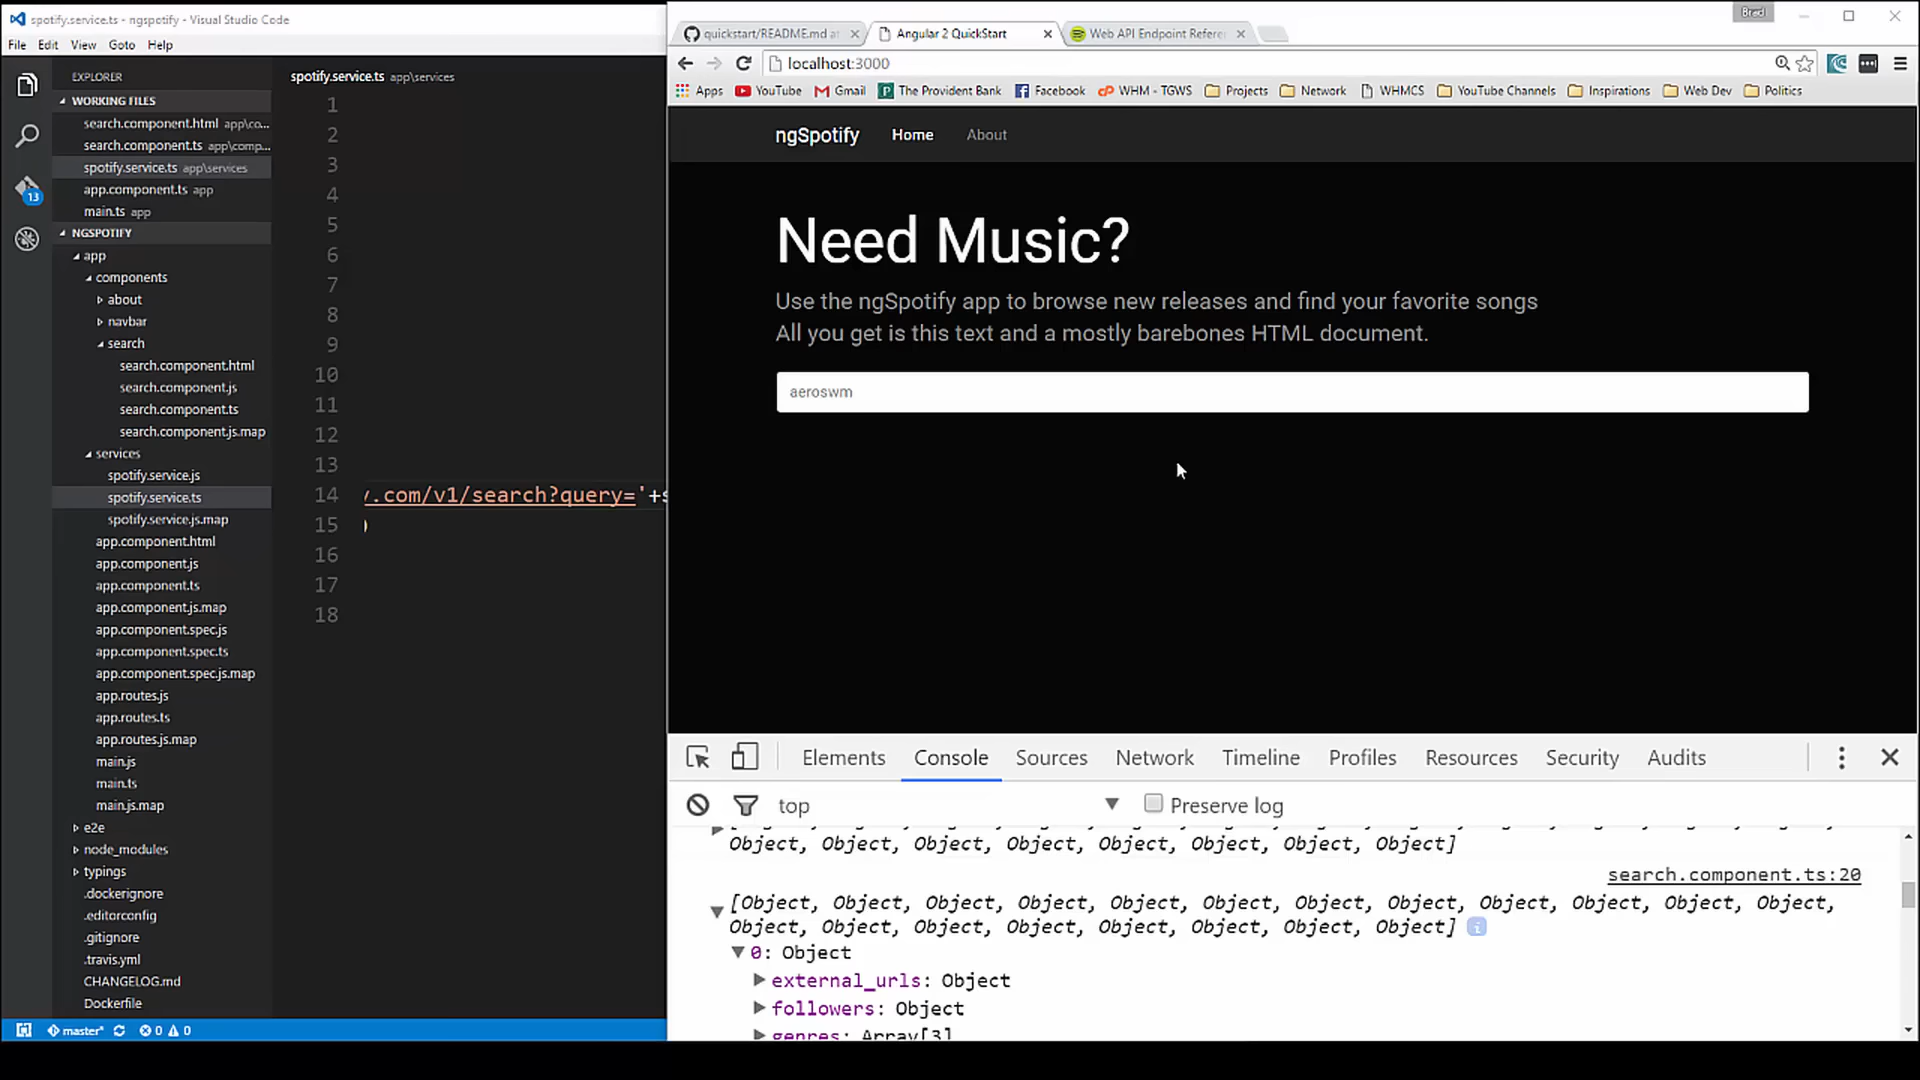 spotify.service.ts - ngspotify - Visual Studio Code
File Edit View Goto Help
EXPLORER
WORKING FILES
search.component.html app\co...
search.component.ts app\comp...
spotify.service.ts app\services
app.component.ts app
main.ts app
13
NGSPOTIFY
app
components
about
navbar
search
search.component.html
search.component.js
search.component.ts
search.component.js.map
services
spotify.service.js
spotify.service.ts
spotify.service.js.map
app.component.html
app.component.js
app.component.ts
app.component.js.map
app.component.spec.js
app.component.spec.ts
app.component.spec.js.map
app.routes.js
app.routes.ts
app.routes.js.map
main.js
main.ts
main.js.map
e2e
node_modules
typings
.dockerignore
.editorconfig
.gitignore
.travis.yml
CHANGELOG.md
Dockerfile
master* 0 0
spotify.service.ts app\services
1
2
3
4
5
6
7
8
9
10
11
12
13
14 y.com/v1/search?query='+s
15 )
16
17
18
Brad
quickstart/README.md at Angular 2 QuickStart Web API Endpoint Refere
localhost:3000
Apps YouTube Gmail The Provident Bank Facebook WHM - TGWS Projects Network WHMCS YouTube Channels Inspirations Web Dev Politics
ngSpotify Home About
Need Music?
Use the ngSpotify app to browse new releases and find your favorite songs
All you get is this text and a mostly barebones HTML document.
aeroswm
Elements Console Sources Network Timeline Profiles Resources Security Audits
top Preserve log
Object, Object, Object, Object, Object, Object, Object, Object]
search.component.ts:20
[Object, Object, Object, Object, Object, Object, Object, Object, Object, Object, Object, Object,
Object, Object, Object, Object, Object, Object, Object, Object]
0: Object
external_urls: Object
followers: Object
genres: Array[3]